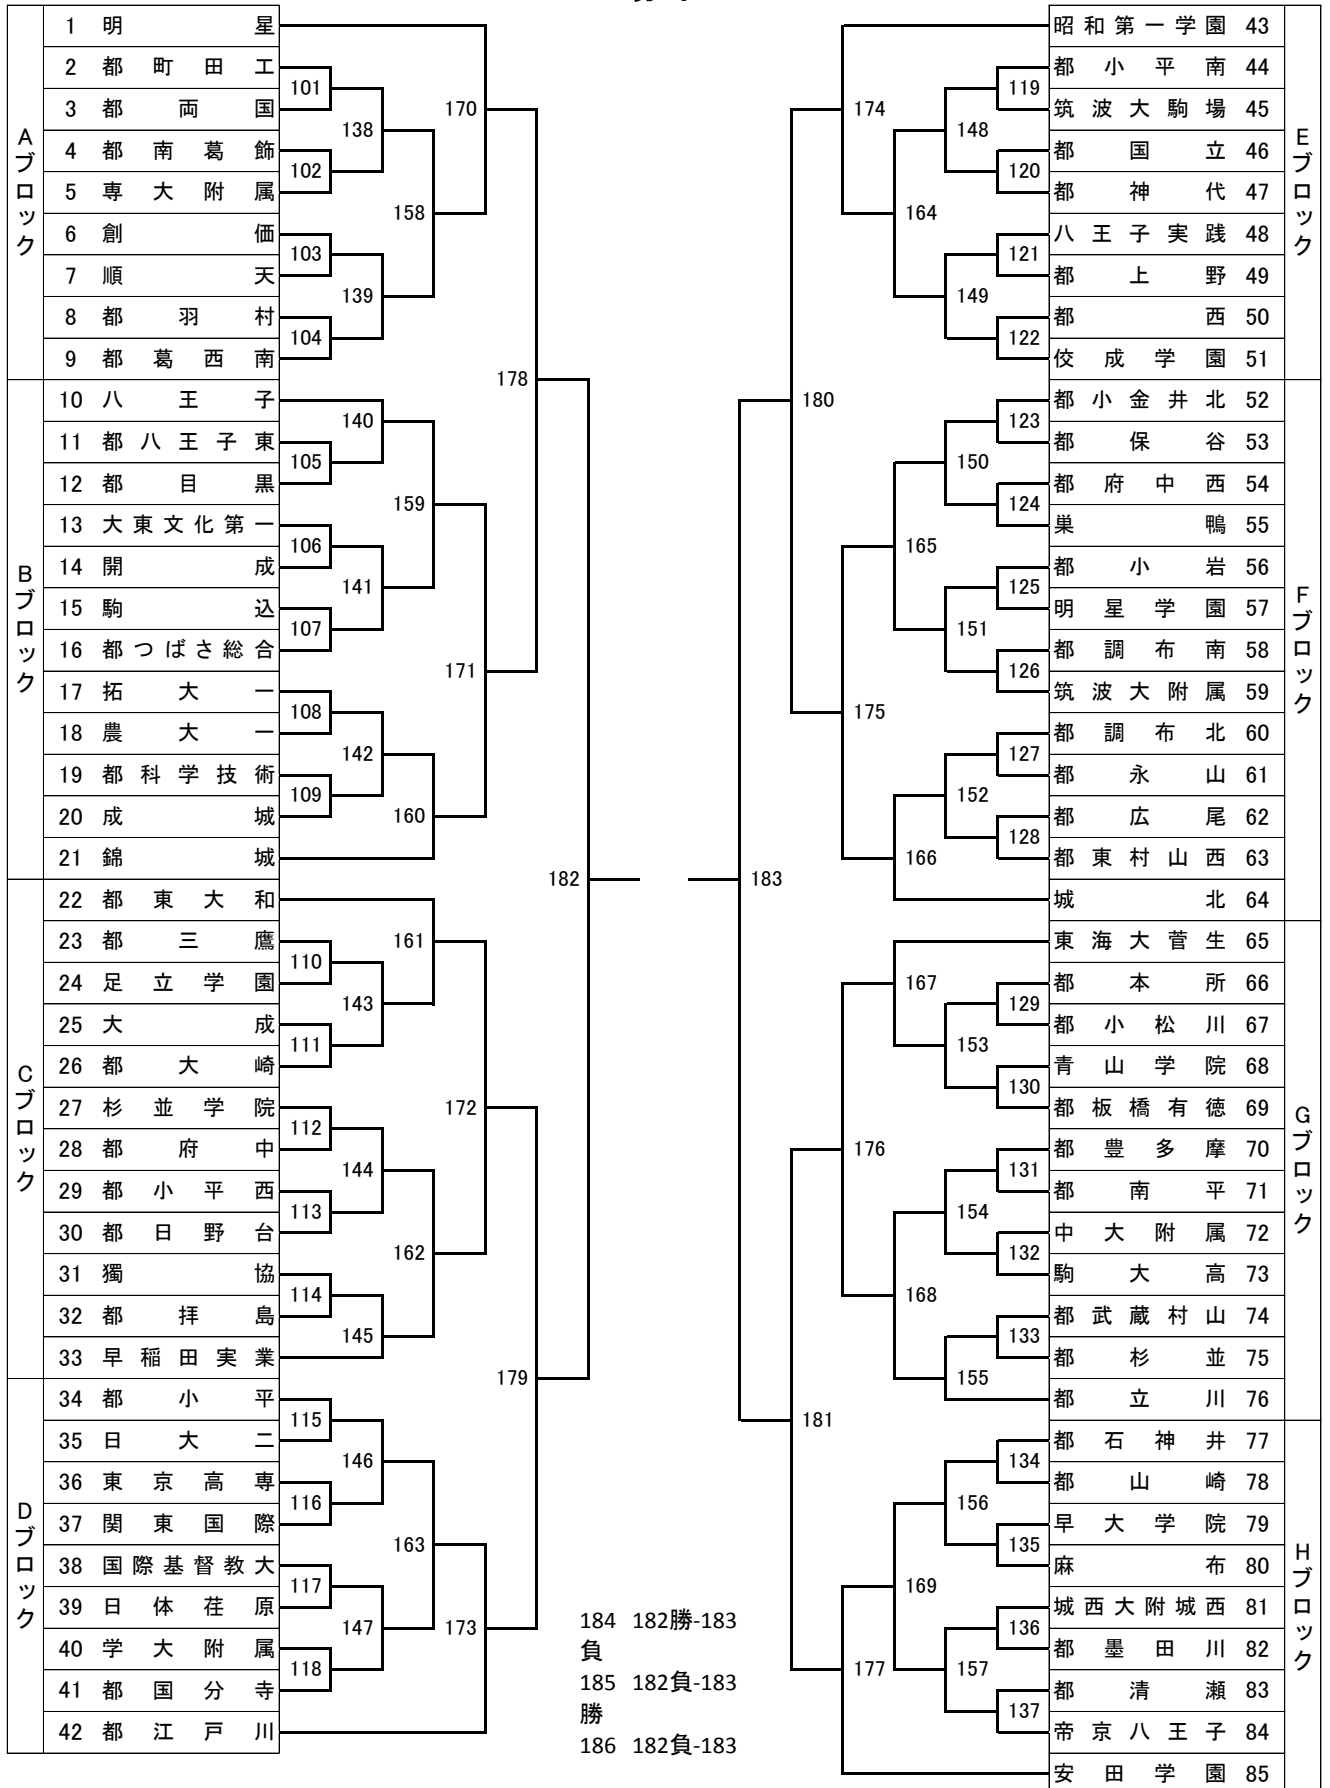 Aブロック
1 明星
2 都町田工
3 都両国
4 都南葛飾
5 専大附属
6 創価
7 順天
8 都羽村
9 都葛西南
Bブロック
10 八王子
11 都八王子東
12 都目黒
13 大東文化第一
14 開成
15 駒込
16 都つばさ総合
17 拓大一
18 農大一
19 都科学技術
20 成城
21 錦城
Cブロック
22 都東大和
23 都三鷹
24 足立学園
25 大成
26 都大崎
27 杉並学院
28 都府中
29 都小平西
30 都日野台
31 獨協
32 都拝島
33 早稲田実業
Dブロック
34 都小平
35 日大二
36 東京高専
37 関東国際
38 国際基督教大
39 日体荏原
40 学大附属
41 都国分寺
42 都江戸川
101
102
103
104
105
106
107
108
109
110
111
112
113
114
115
116
117
118
138
139
140
141
142
143
144
145
146
147
158
159
160
161
162
163
170
171
172
173
178
179
182
184 182勝-183
負
185 182負-183
勝
186 182負-183
183
180
181
174
175
176
177
164
165
166
167
168
169
148
149
150
151
152
153
154
155
156
157
119
120
121
122
123
124
125
126
127
128
129
130
131
132
133
134
135
136
137
昭和第一学園 43
都小平南 44
筑波大駒場 45
都国立 46
都神代 47
八王子実践 48
都上野 49
都西 50
佼成学園 51
Eブロック
都小金井北 52
都保谷 53
都府中西 54
巣鴨 55
都小岩 56
明星学園 57
都調布南 58
筑波大附属 59
都調布北 60
都永山 61
都広尾 62
都東村山西 63
城北 64
Fブロック
東海大菅生 65
都本所 66
都小松川 67
青山学院 68
都板橋有徳 69
都豊多摩 70
都南平 71
中大附属 72
駒大高 73
都武蔵村山 74
都杉並 75
都立川 76
Gブロック
都石神井 77
都山崎 78
早大学院 79
麻布 80
城西大附城西 81
都墨田川 82
都清瀬 83
帝京八王子 84
安田学園 85
Hブロック